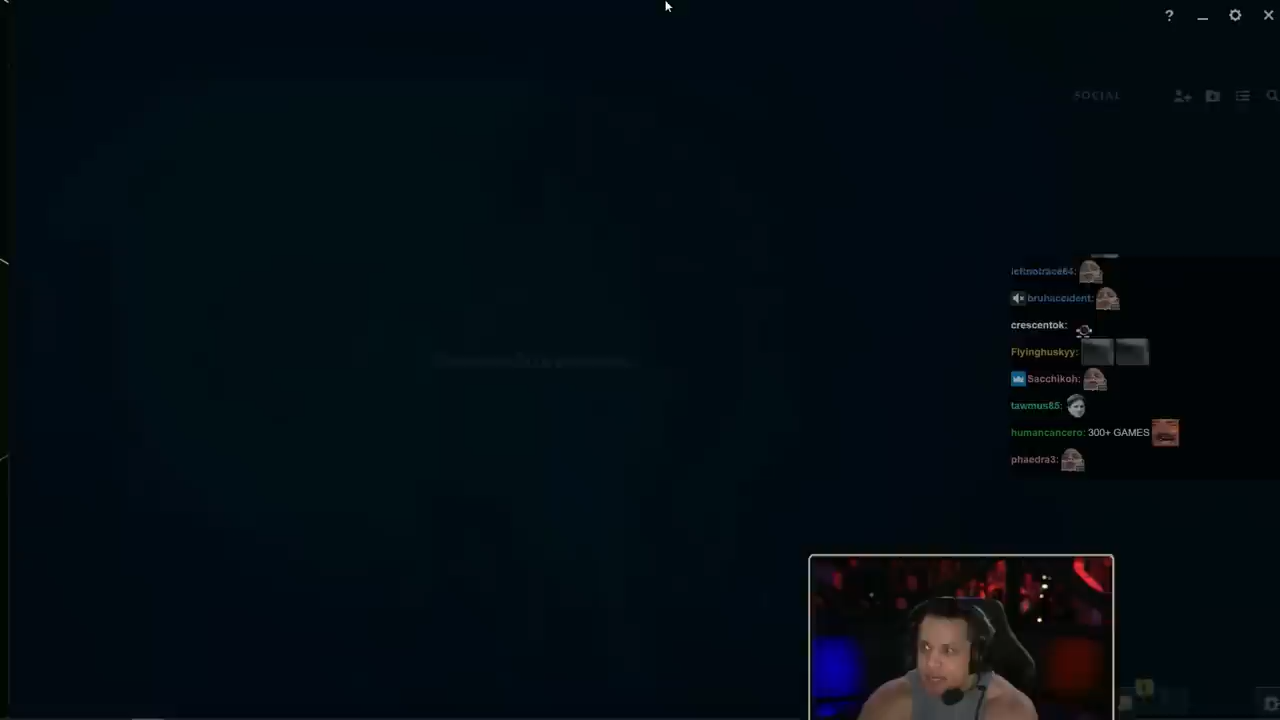 ?
SOCIAL
bruhaccident:
crescentok:
Flyinghuskyy:
Sacchikoh:
tawmus85:
humancancero: 300+ GAMES
phaedra3: